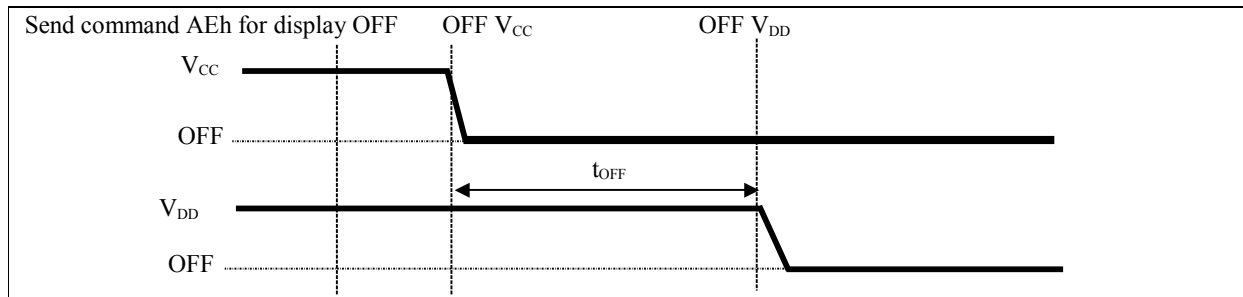 Send command AEh for display OFF OFF VCC OFF VDD
VCC
OFF
tOFF
VDD
OFF